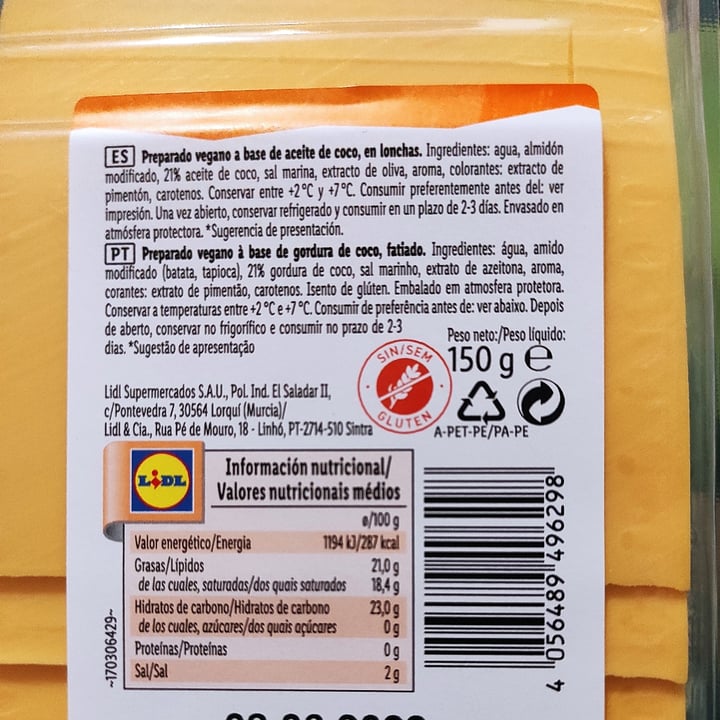 ES Preparado vegano a base de aceite de coco, en lonchas. Ingredientes: agua, almidón
modificado, 21% aceite de coco, sal marina, extracto de oliva, aroma, colorantes: extracto de
pimentón, carotenos. Conservar entre +2°C y +7°C. Consumir preferentemente antes del: ver
impresión. Una vez abierto, conservar refrigerado y consumir en un plazo de 2-3 días. Envasado en
atmósfera protectora. *Sugerencia de presentación.
PT Preparado vegano à base de gordura de coco, fatiado. Ingredientes: água, amido
modificado (batata, tapioca), 21% gordura de coco, sal marinho, extrato de azeitona, aroma,
corantes: extrato de pimentão, carotenos. Isento de glúten. Embalado em atmosfera protetora.
Conservar a temperaturas entre +2°C e +7°C. Consumir de preferência antes de: ver abaixo. Depois
de aberto, conservar no frigorífico e consumir no prazo de 2-3
dias. *Sugestão de apresentação
SIN/SEM
GLUTEN
Peso neto:/Peso líquido:
150 g e
A-PET-PE/PA-PE
Lidl Supermercados S.A.U., Pol. Ind. El Saladar II,
c/Pontevedra 7, 30564 Lorquí (Murcia)/
Lidl & Cia., Rua Pé de Mouro, 18 - Linhó, PT-2714-510 Sintra
LIDL
Información nutricional/
Valores nutricionais médios
ø/100 g
Valor energético/Energia 1194 kJ/287 kcal
Grasas/Lípidos 21,0 g
de las cuales, saturadas/dos quais saturados 18,4 g
Hidratos de carbono/Hidratos de carbono 23,0 g
de los cuales, azúcares/dos quais açúcares 0 g
Proteínas/Proteínas 0 g
Sal/Sal 2 g
~170306429~
4 056489 496298